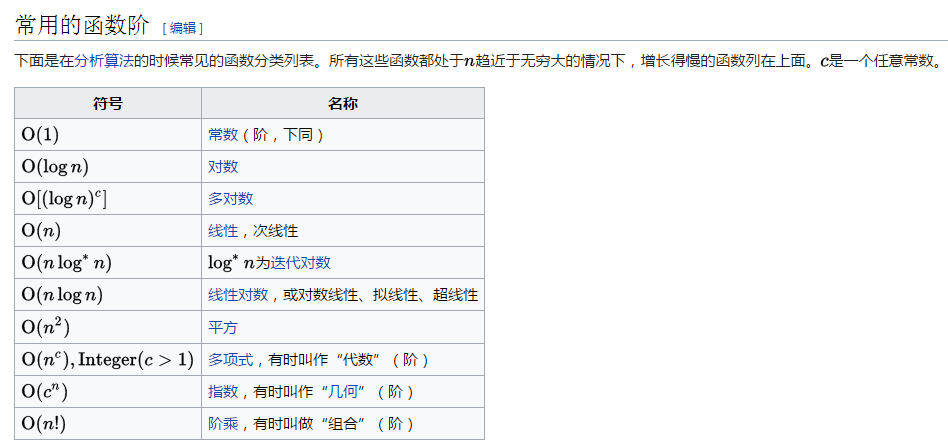 常用的函数阶 [编辑]
下面是在分析算法的时候常见的函数分类列表。所有这些函数都处于n趋近于无穷大的情况下，增长得慢的函数列在上面。c是一个任意常数。
符号 名称
O(1) 常数（阶，下同）
O(log n) 对数
O[(log n)^c] 多对数
O(n) 线性，次线性
O(n log* n) log* n为迭代对数
O(n log n) 线性对数，或对数线性、拟线性、超线性
O(n²) 平方
O(n^c), Integer(c > 1) 多项式，有时叫作“代数”（阶）
O(c^n) 指数，有时叫作“几何”（阶）
O(n!) 阶乘，有时叫做“组合”（阶）